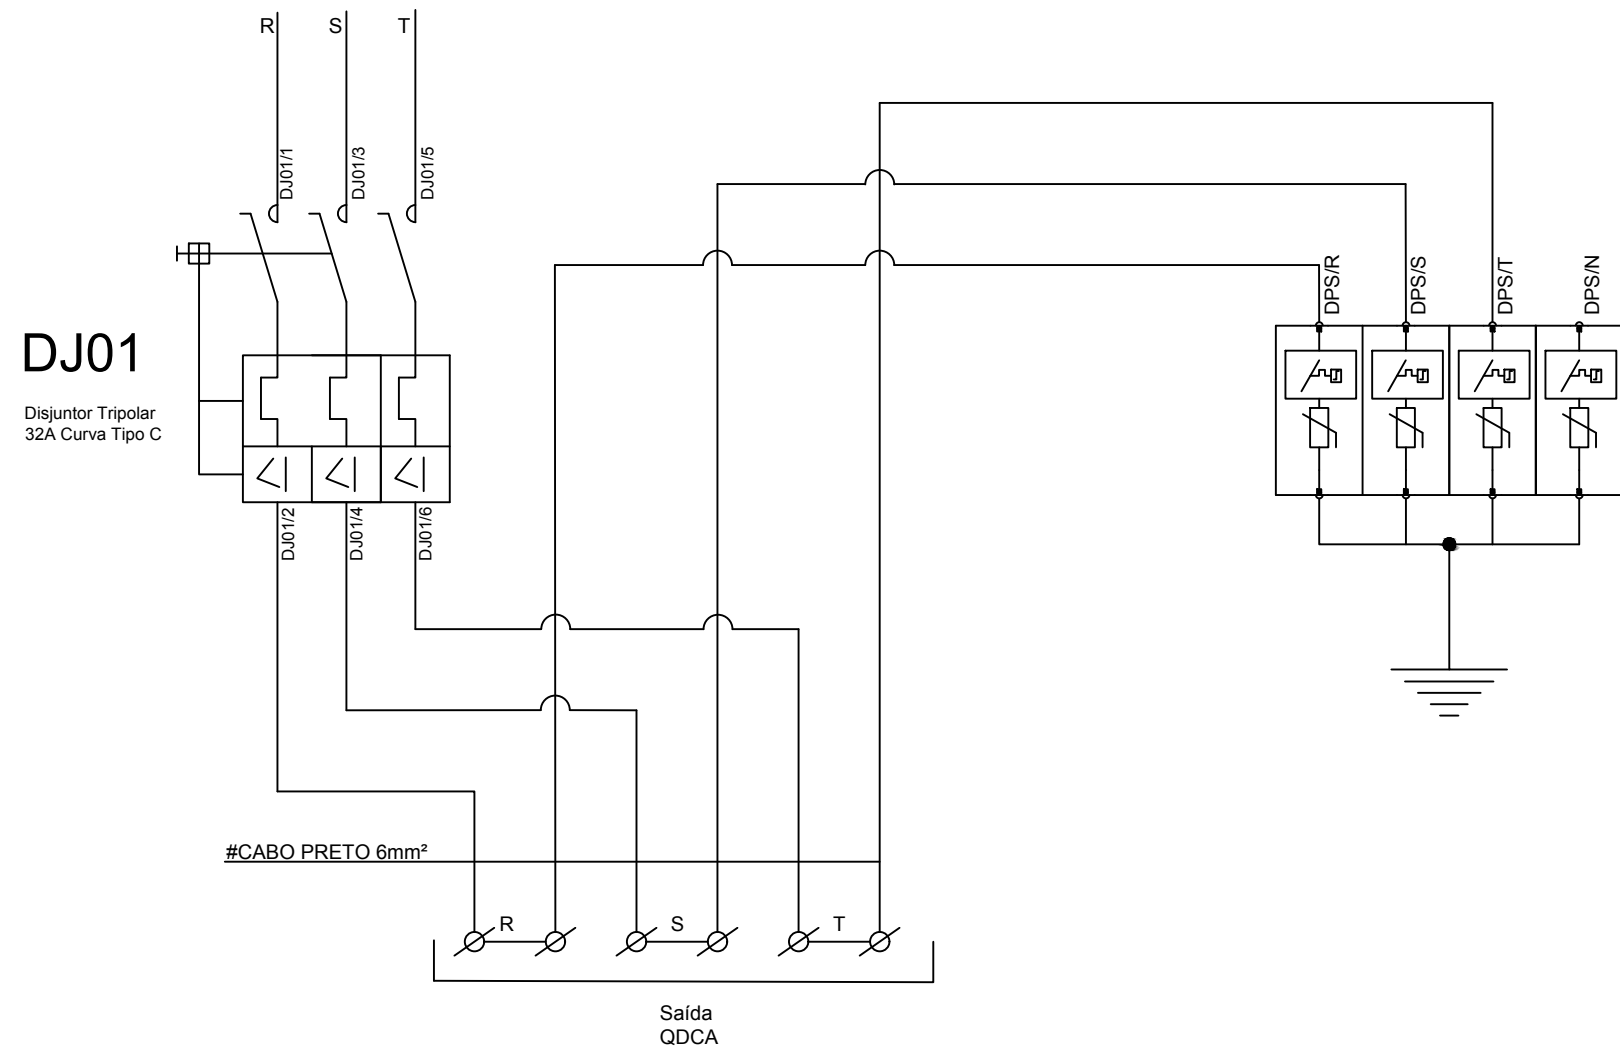 R
S
T
DJ01/1
DJ01/3
DJ01/5
DPS/R
DPS/S
DPS/T
DPS/N
DJ01
Disjuntor Tripolar
32A Curva Tipo C
DJ01/2
DJ01/4
DJ01/6
#CABO PRETO 6mm²
R
S
T
Saída
QDCA